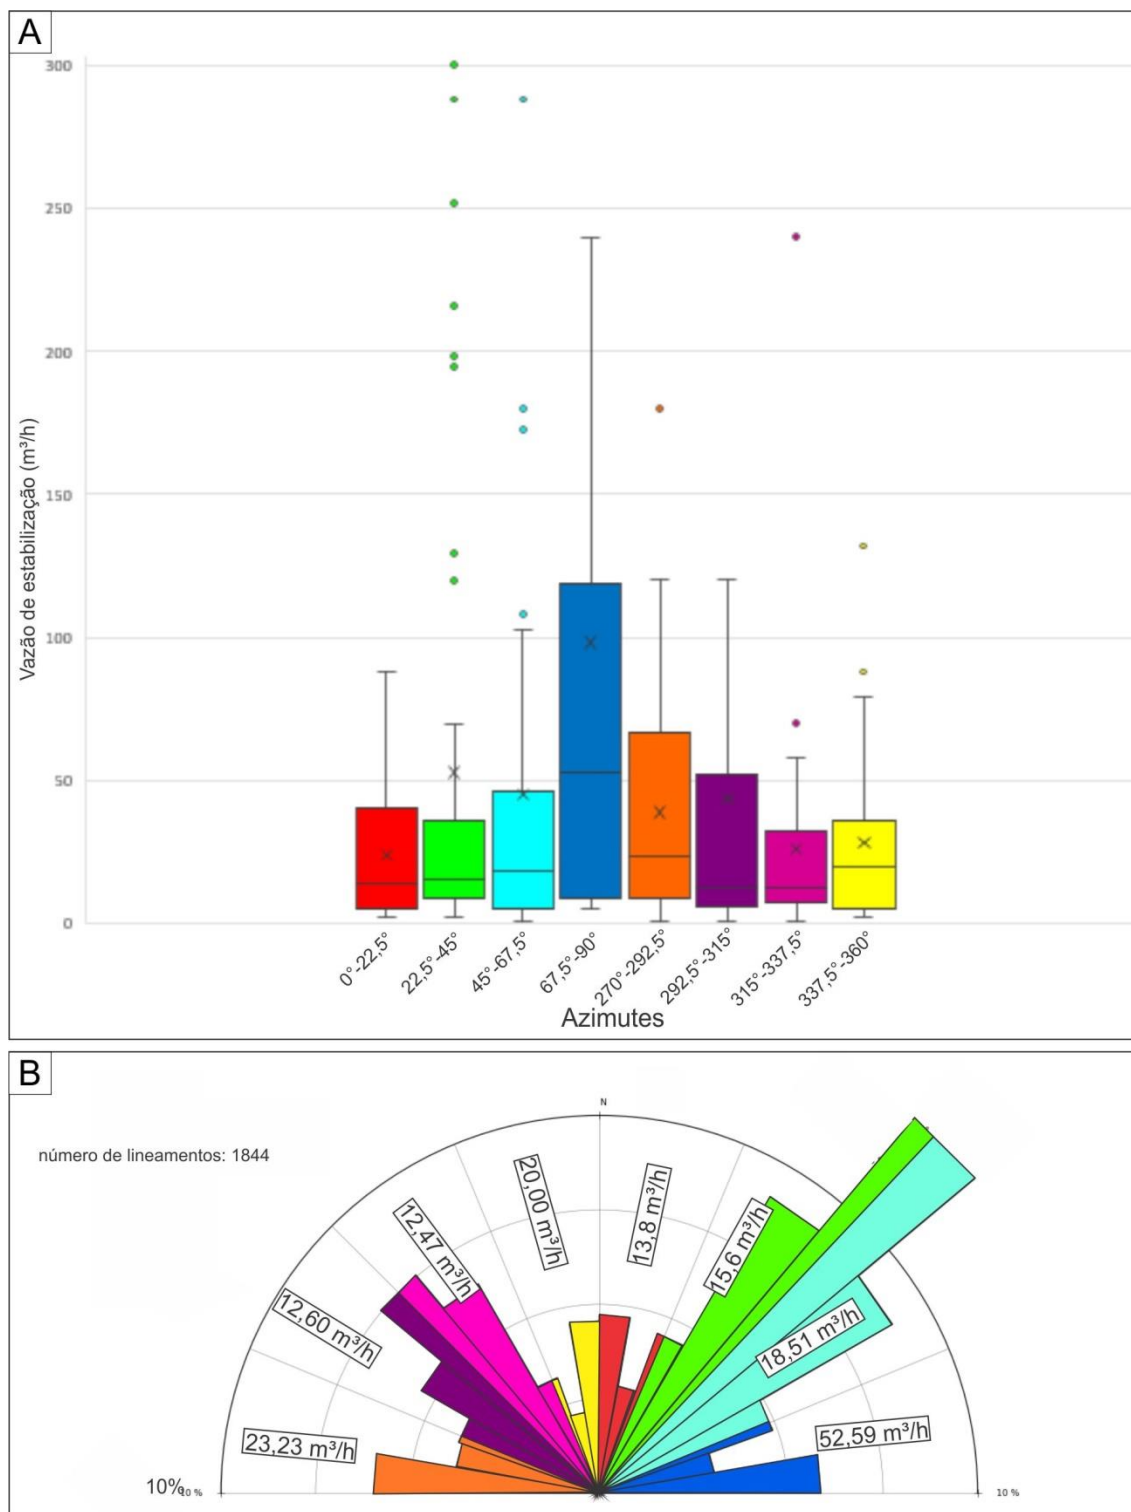 A
300
250
200
150
100
50
0
Vazão de estabilização (m³/h)
0°-22,5°
22,5°-45°
45°-67,5°
67,5°-90°
270°-292,5°
292,5°-315°
315°-337,5°
337,5°-360°
Azimutes
B
número de lineamentos: 1844
N
20,00 m³/h
13,8 m³/h
12,47 m³/h
15,6 m³/h
12,60 m³/h
18,51 m³/h
23,23 m³/h
52,59 m³/h
10%
10 %
10 %